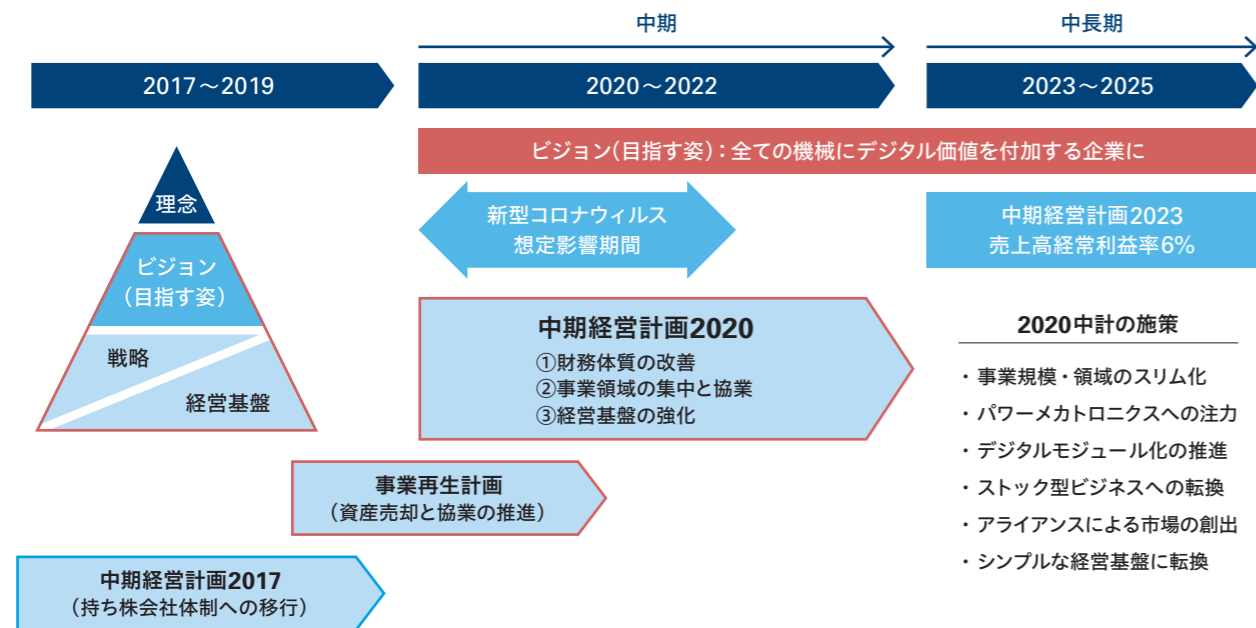 中期
中長期
2017～2019
2020～2022
2023～2025
ビジョン（目指す姿）：全ての機械にデジタル価値を付加する企業に
理念
ビジョン
（目指す姿）
戦略
経営基盤
新型コロナウィルス
想定影響期間
中期経営計画2023
売上高経常利益率6%
中期経営計画2020
①財務体質の改善
②事業領域の集中と協業
③経営基盤の強化
2020中計の施策
・事業規模・領域のスリム化
・パワーメカトロニクスへの注力
・デジタルモジュール化の推進
・ストック型ビジネスへの転換
・アライアンスによる市場の創出
・シンプルな経営基盤に転換
事業再生計画
（資産売却と協業の推進）
中期経営計画2017
（持ち株会社体制への移行）